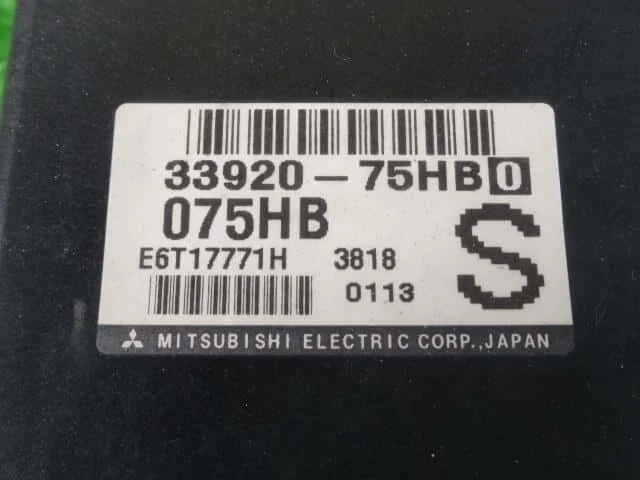 33920-75HB0
075HB
S
E6T17771H 3818
0113
MITSUBISHI ELECTRIC CORP., JAPAN